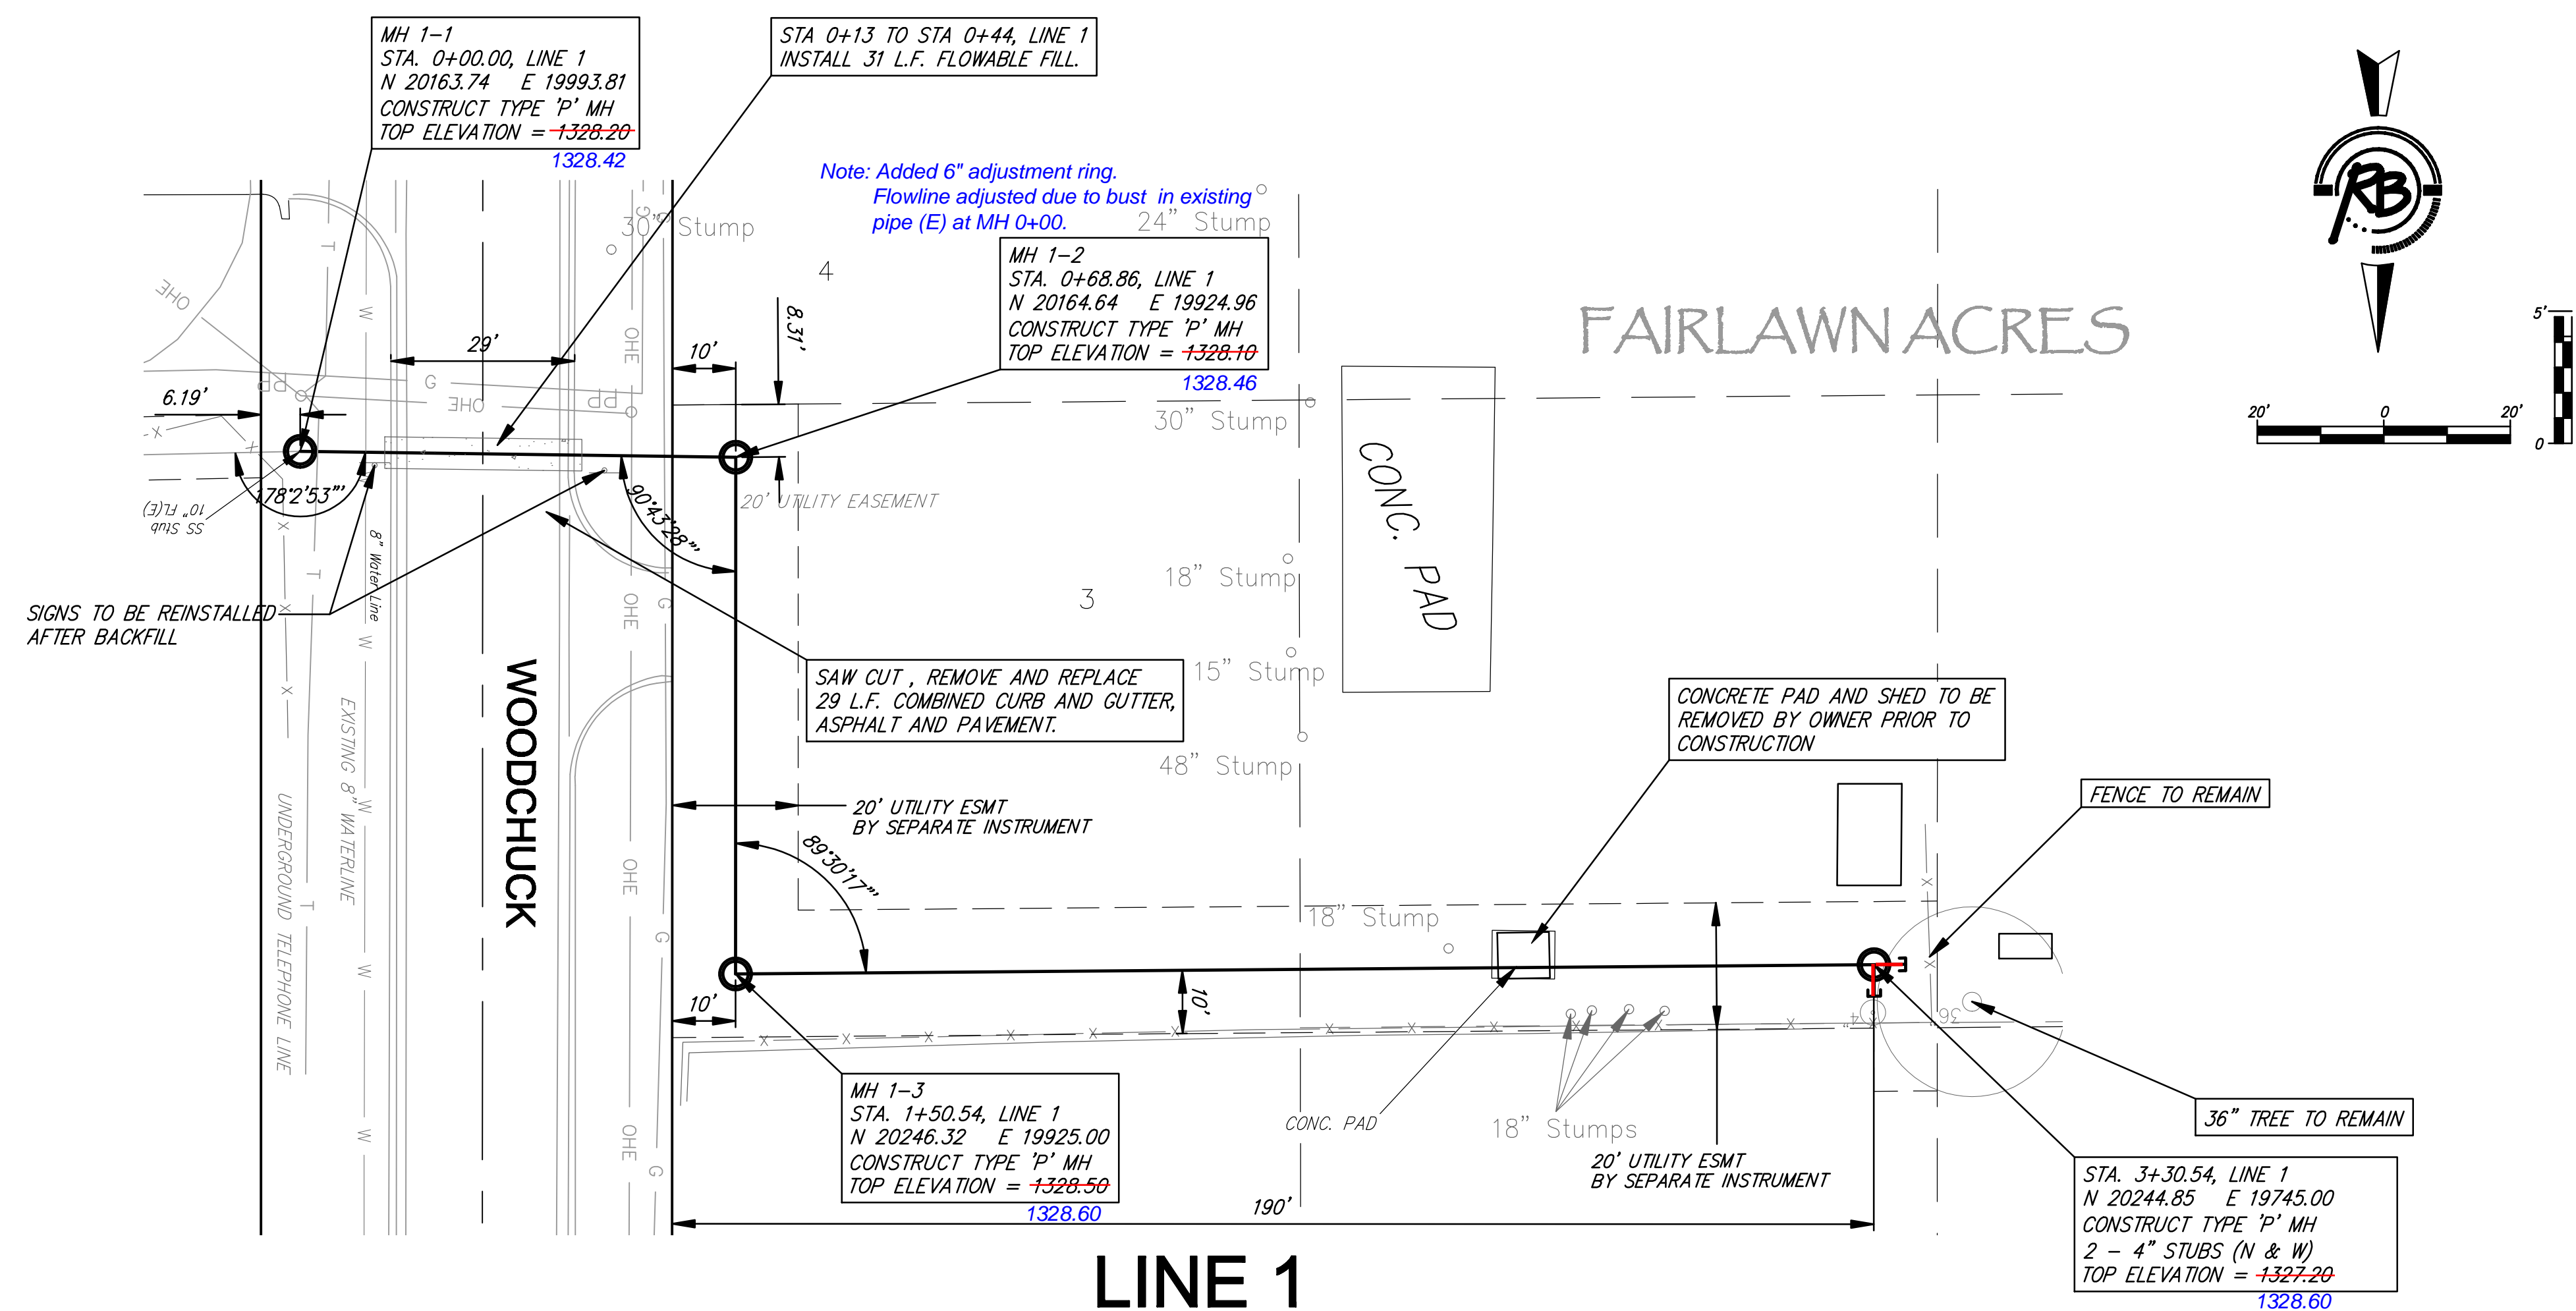 MH 1-1
STA. 0+00.00, LINE 1
N 20163.74 E 19993.81
CONSTRUCT TYPE 'P' MH
TOP ELEVATION = 1328.20
1328.42
STA 0+13 TO STA 0+44, LINE 1
INSTALL 31 L.F. FLOWABLE FILL.
Note: Added 6" adjustment ring.
Flowline adjusted due to bust in existing
pipe (E) at MH 0+00.
30" Stump
24" Stump
4
MH 1-2
STA. 0+68.86, LINE 1
N 20164.64 E 19924.96
CONSTRUCT TYPE 'P' MH
TOP ELEVATION = 1328.10
1328.46
RB
FAIRLAWN ACRES
5'
0
20' 0 20'
OHE
T
W
G
OHE
29'
10'
8.31'
PP
G
OHE
PP
6.19'
X
X
30" Stump
CONC. PAD
178°2'53"'
90°43'28"'
10" FL(E)
SS Stub
20' UTILITY EASEMENT
8" Water Line
18" Stump
3
SIGNS TO BE REINSTALLED
AFTER BACKFILL
OHE
G
WOODCHUCK
15" Stump
SAW CUT , REMOVE AND REPLACE
29 L.F. COMBINED CURB AND GUTTER,
ASPHALT AND PAVEMENT.
48" Stump
EXISTING 8" WATERLINE
UNDERGROUND TELEPHONE LINE
CONCRETE PAD AND SHED TO BE
REMOVED BY OWNER PRIOR TO
CONSTRUCTION
FENCE TO REMAIN
20' UTILITY ESMT
BY SEPARATE INSTRUMENT
89°30'17"'
OHE
G
18" Stump
10'
10'
36"
MH 1-3
STA. 1+50.54, LINE 1
N 20246.32 E 19925.00
CONSTRUCT TYPE 'P' MH
TOP ELEVATION = 1328.50
1328.60
OHE
G
CONC. PAD
18" Stumps
36" TREE TO REMAIN
20' UTILITY ESMT
BY SEPARATE INSTRUMENT
190'
STA. 3+30.54, LINE 1
N 20244.85 E 19745.00
CONSTRUCT TYPE 'P' MH
2 - 4" STUBS (N & W)
TOP ELEVATION = 1327.20
1328.60
LINE 1